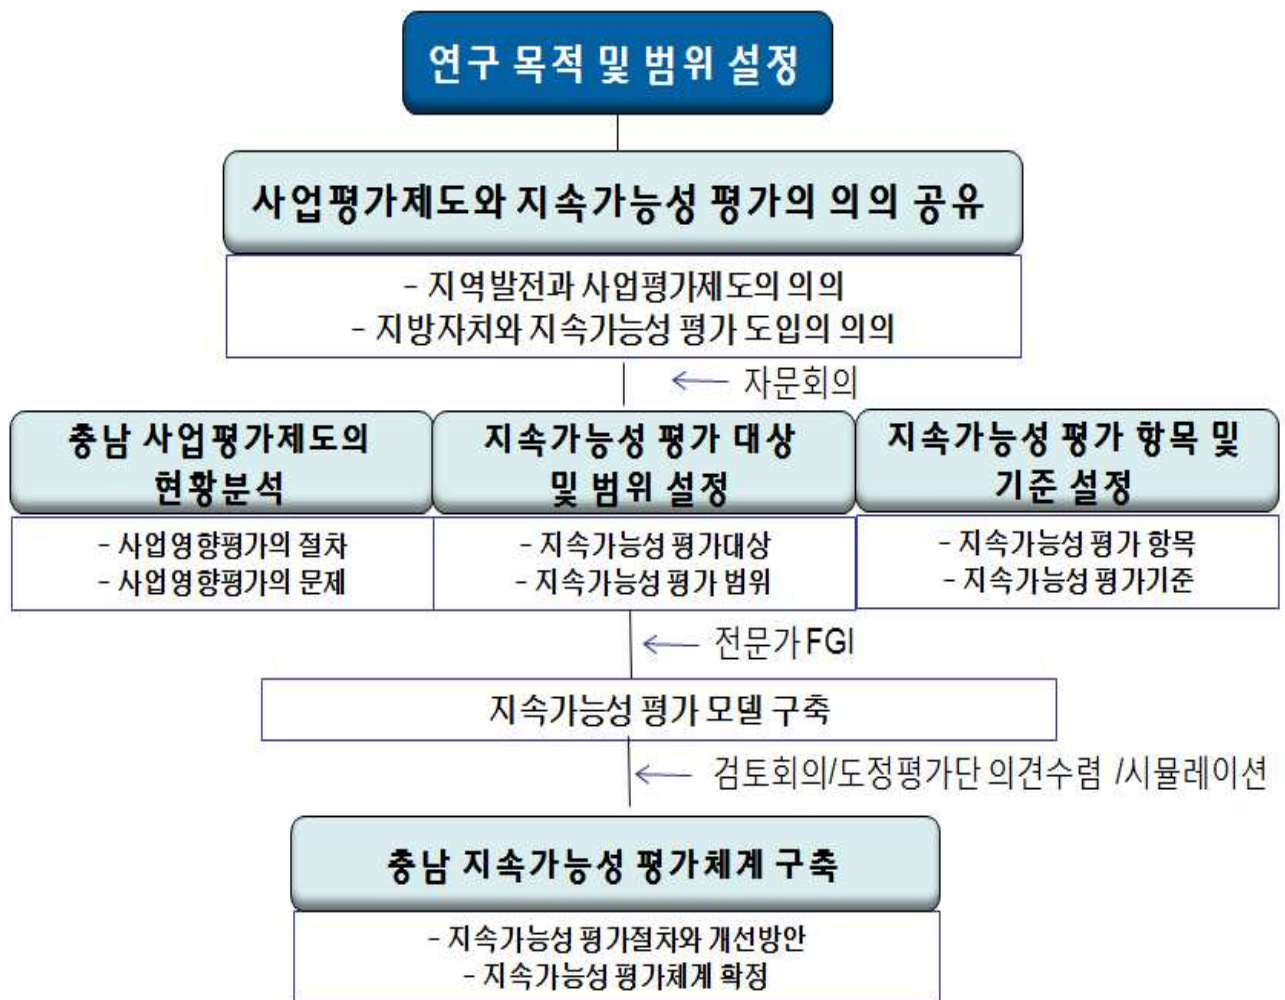 연구 목적 및 범위 설정
사업평가제도와 지속가능성 평가의 의의 공유
- 지역발전과 사업평가제도의 의의
- 지방자치와 지속가능성 평가 도입의 의의
자문회의
충남 사업평가제도의
현황분석
- 사업영향평가의 절차
- 사업영향평가의 문제
지속가능성 평가 대상
및 범위 설정
- 지속가능성 평가대상
- 지속가능성 평가 범위
지속가능성 평가 항목 및
기준 설정
- 지속가능성 평가 항목
- 지속가능성 평가기준
전문가 FGI
지속가능성 평가 모델 구축
검토회의/도정평가단 의견수렴 /시뮬레이션
충남 지속가능성 평가체계 구축
- 지속가능성 평가절차와 개선방안
- 지속가능성 평가체계 확정